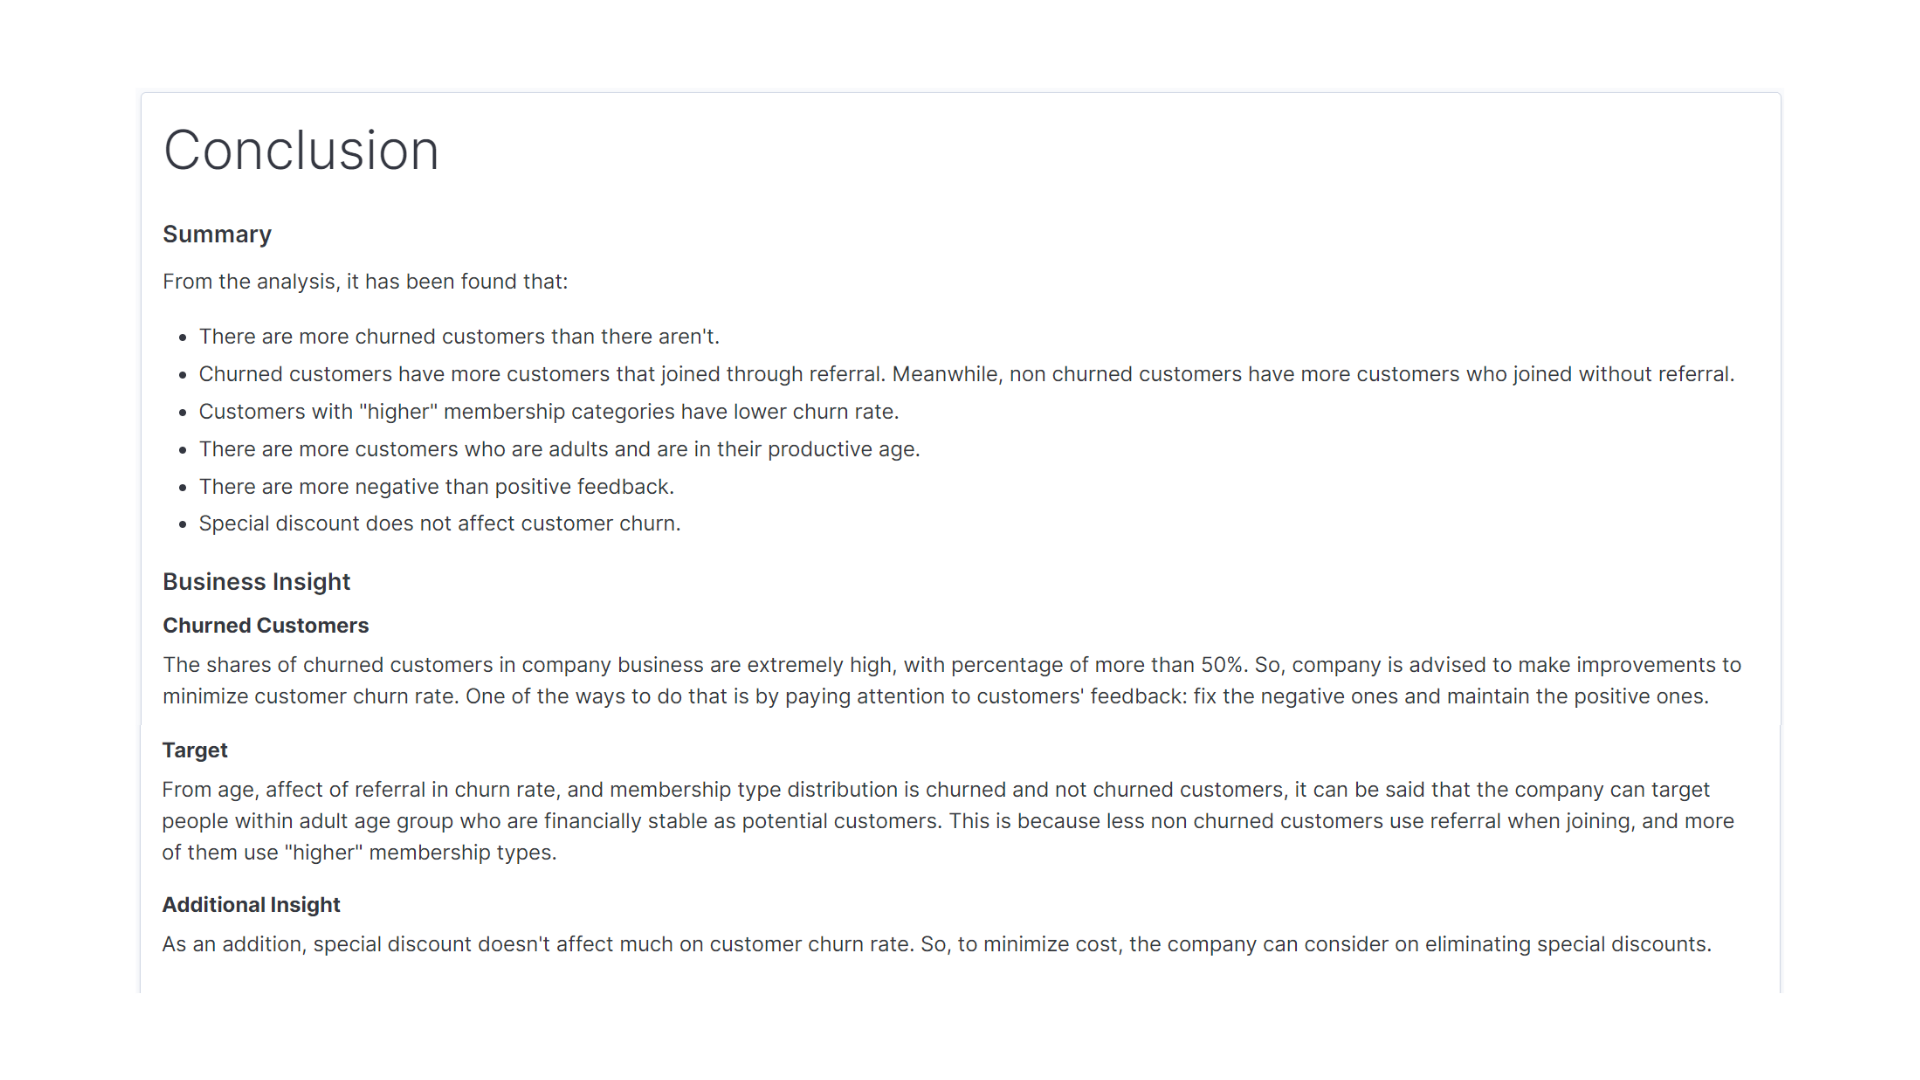 Conclusion
Summary
From the analysis, it has been found that:
• There are more churned customers than there aren't.
• Churned customers have more customers that joined through referral. Meanwhile, non churned customers have more customers who joined without referral.
• Customers with "higher" membership categories have lower churn rate.
• There are more customers who are adults and are in their productive age.
• There are more negative than positive feedback.
• Special discount does not affect customer churn.
Business Insight
Churned Customers
The shares of churned customers in company business are extremely high, with percentage of more than 50%. So, company is advised to make improvements to
minimize customer churn rate. One of the ways to do that is by paying attention to customers' feedback: fix the negative ones and maintain the positive ones.
Target
From age, affect of referral in churn rate, and membership type distribution is churned and not churned customers, it can be said that the company can target
people within adult age group who are financially stable as potential customers. This is because less non churned customers use referral when joining, and more
of them use "higher" membership types.
Additional Insight
As an addition, special discount doesn't affect much on customer churn rate. So, to minimize cost, the company can consider on eliminating special discounts.